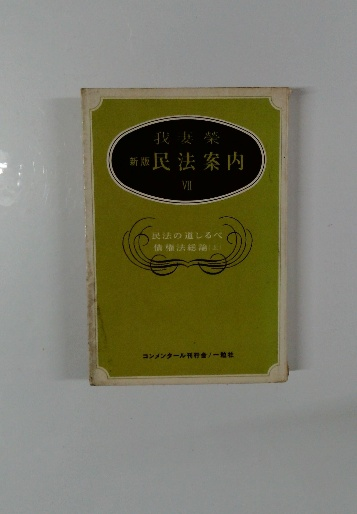 我妻榮
新版 民法案内
VII
民法の道しるべ
債権法総論(上)
コンメンタール刊行会/一粒社